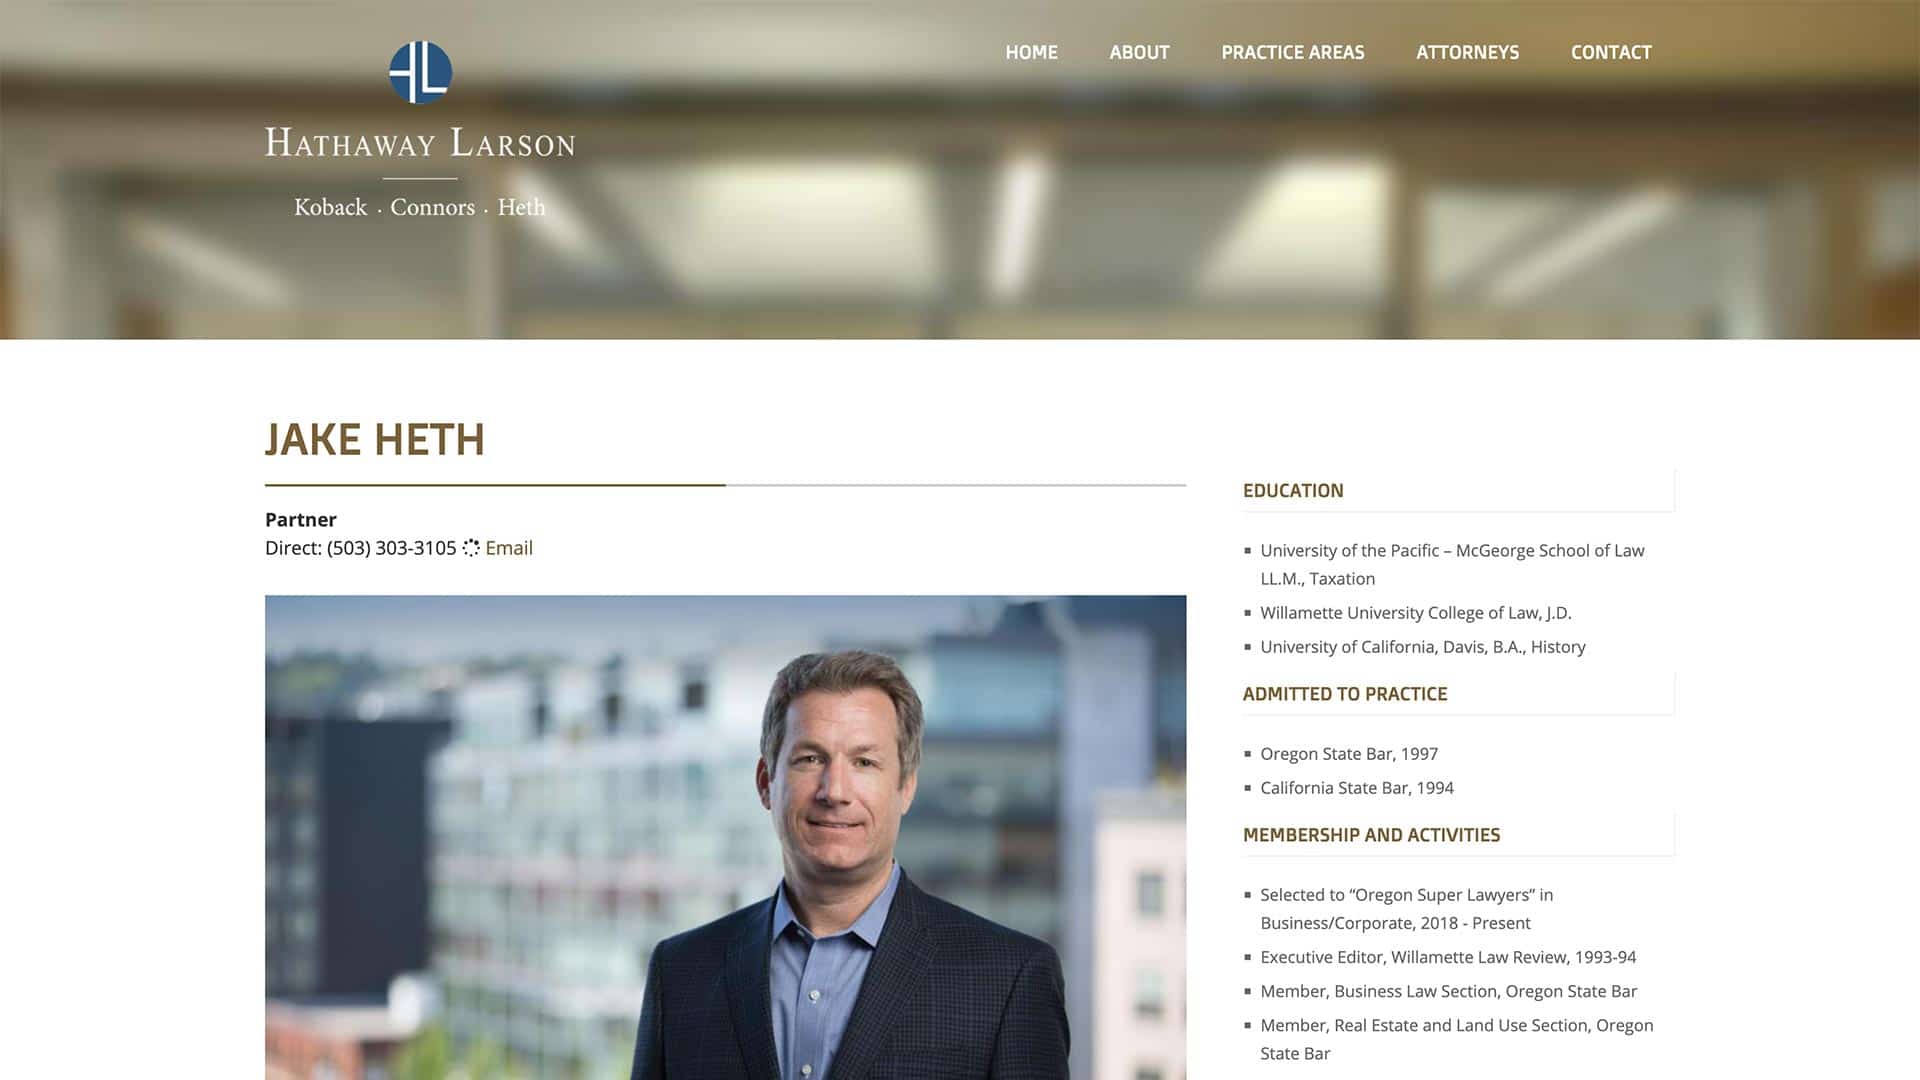 HOME ABOUT PRACTICE AREAS ATTORNEYS CONTACT
HL
HATHAWAY LARSON
Koback · Connors · Heth
JAKE HETH
Partner
Direct: (503) 303-3105 Email
EDUCATION
University of the Pacific – McGeorge School of Law
LL.M., Taxation
Willamette University College of Law, J.D.
University of California, Davis, B.A., History
ADMITTED TO PRACTICE
Oregon State Bar, 1997
California State Bar, 1994
MEMBERSHIP AND ACTIVITIES
Selected to “Oregon Super Lawyers” in
Business/Corporate, 2018 - Present
Executive Editor, Willamette Law Review, 1993-94
Member, Business Law Section, Oregon State Bar
Member, Real Estate and Land Use Section, Oregon
State Bar